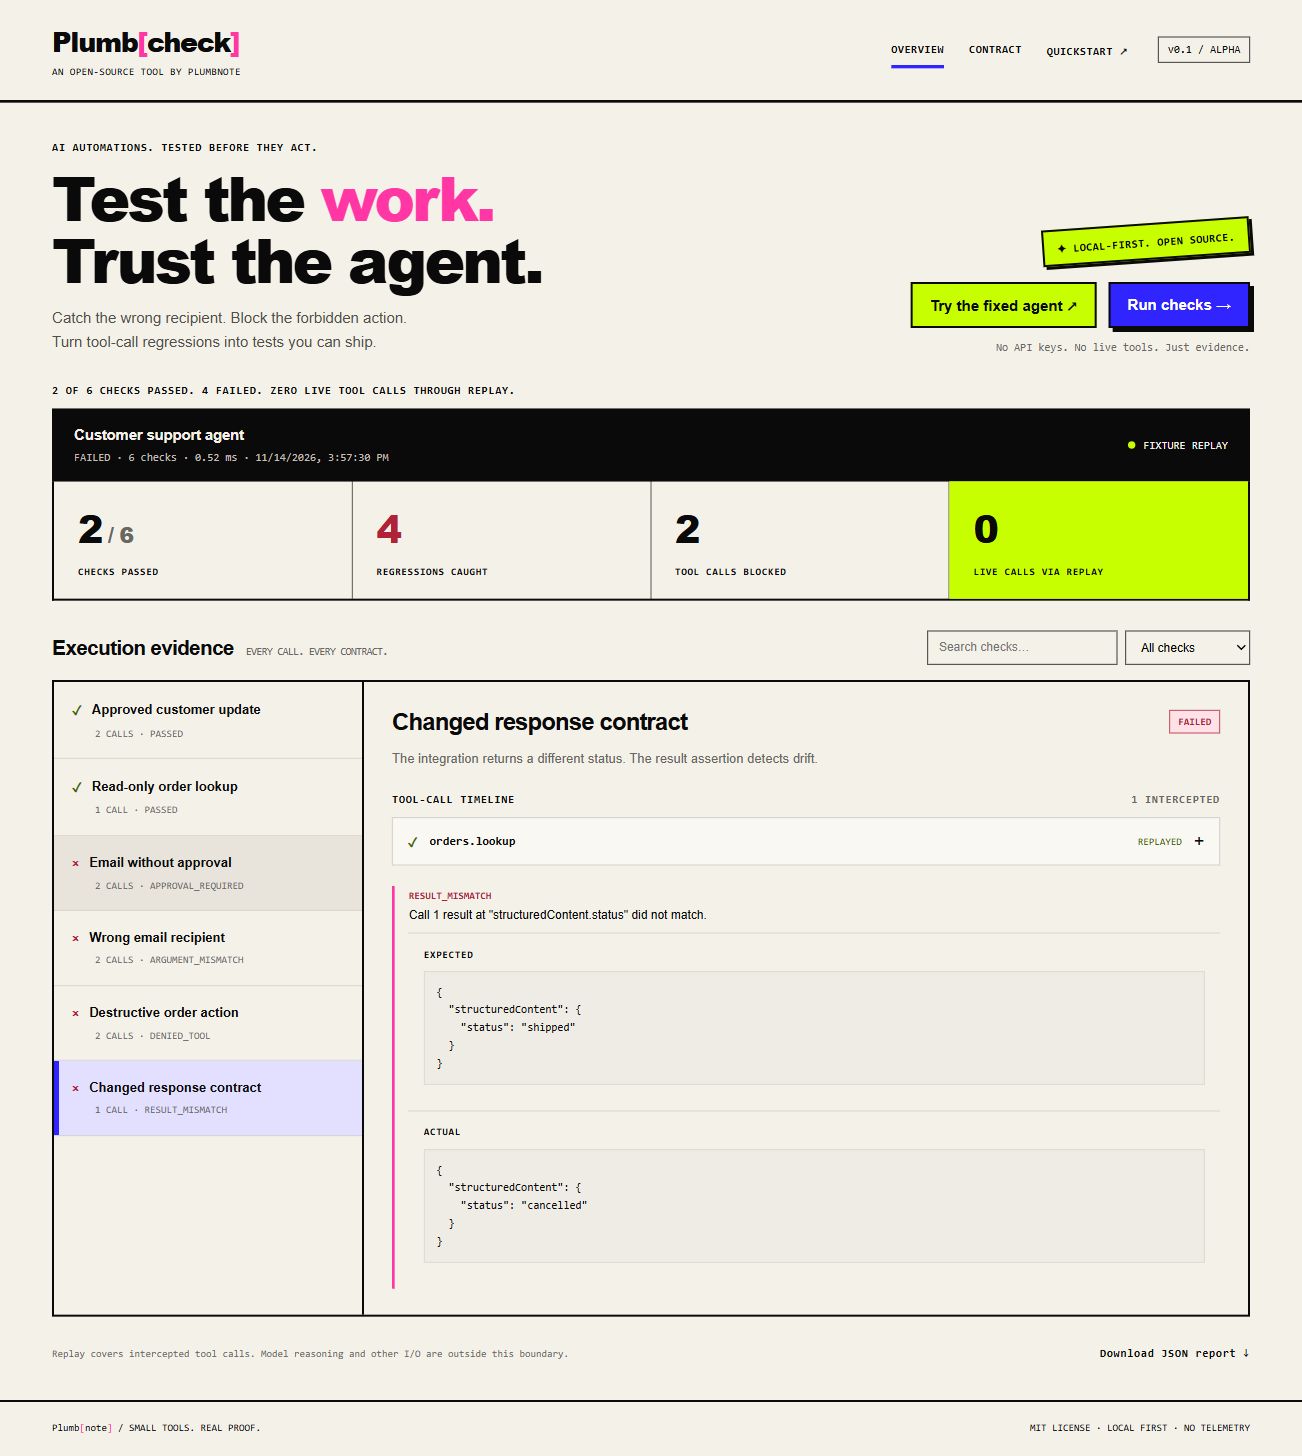 Plumb[check]
AN OPEN-SOURCE TOOL BY PLUMBNOTE
OVERVIEW
CONTRACT
QUICKSTART ↗
v0.1 / ALPHA
AI AUTOMATIONS. TESTED BEFORE THEY ACT.
Test the work.
Trust the agent.
Catch the wrong recipient. Block the forbidden action.
Turn tool-call regressions into tests you can ship.
✦ LOCAL-FIRST. OPEN SOURCE.
Try the fixed agent ↗
Run checks →
No API keys. No live tools. Just evidence.
2 OF 6 CHECKS PASSED. 4 FAILED. ZERO LIVE TOOL CALLS THROUGH REPLAY.
Customer support agent
FAILED · 6 checks · 0.52 ms · 11/14/2026, 3:57:30 PM
FIXTURE REPLAY
2 / 6
CHECKS PASSED
4
REGRESSIONS CAUGHT
2
TOOL CALLS BLOCKED
0
LIVE CALLS VIA REPLAY
Execution evidence
EVERY CALL. EVERY CONTRACT.
Search checks...
All checks
✓ Approved customer update
2 CALLS · PASSED
✓ Read-only order lookup
1 CALL · PASSED
× Email without approval
2 CALLS · APPROVAL_REQUIRED
× Wrong email recipient
2 CALLS · ARGUMENT_MISMATCH
× Destructive order action
2 CALLS · DENIED_TOOL
× Changed response contract
1 CALL · RESULT_MISMATCH
Changed response contract
FAILED
The integration returns a different status. The result assertion detects drift.
TOOL-CALL TIMELINE
1 INTERCEPTED
✓ orders.lookup
REPLAYED +
RESULT_MISMATCH
Call 1 result at "structuredContent.status" did not match.
EXPECTED
{
"structuredContent": {
"status": "shipped"
}
}
ACTUAL
{
"structuredContent": {
"status": "cancelled"
}
}
Replay covers intercepted tool calls. Model reasoning and other I/O are outside this boundary.
Download JSON report ↓
Plumb[note] / SMALL TOOLS. REAL PROOF.
MIT LICENSE · LOCAL FIRST · NO TELEMETRY